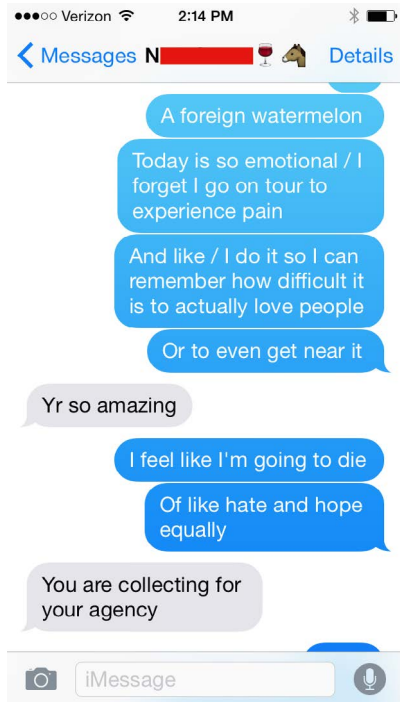 Verizon 2:14 PM
Messages N Details
A foreign watermelon
Today is so emotional / I
forget I go on tour to
experience pain
And like / I do it so I can
remember how difficult it
is to actually love people
Or to even get near it
Yr so amazing
I feel like I'm going to die
Of like hate and hope
equally
You are collecting for
your agency
iMessage